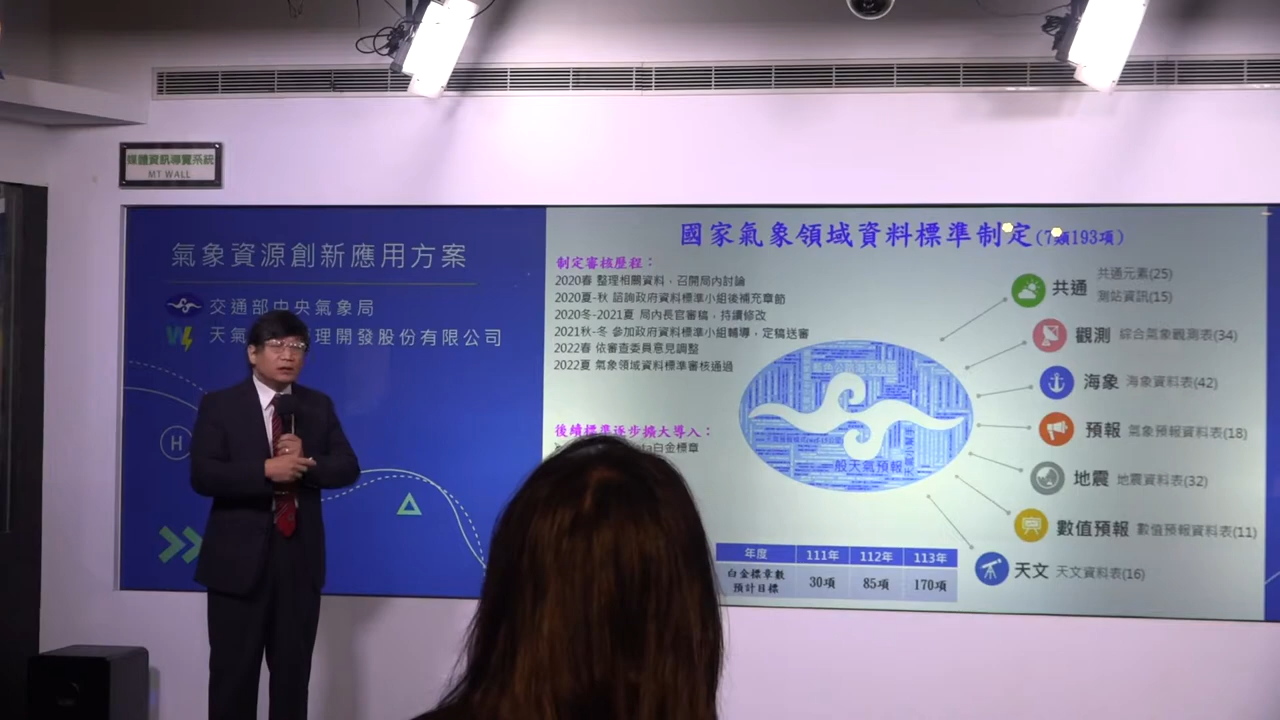 媒體資訊導覽系統
MT WALL
氣象資源創新應用方案
交通部中央氣象局
天氣 理開發股份有限公司
H
國家氣象領域資料標準制定(7類193項)
制定審核歷程：
2020春 整理相關資料，召開局內討論
2020夏-秋 諮詢政府資料標準小組後補充章節
2020冬-2021夏 局內長官審稿，持續修改
2021秋-冬 參加政府資料標準小組輔導，定稿送審
2022春 依審查委員意見調整
2022夏 氣象領域資料標準審核通過
後續標準逐步擴大導入：
白金標章
般天氣預報
共通 共通元素(25)
測站資訊(15)
觀測 綜合氣象觀測表(34)
海象 海象資料表(42)
預報 氣象預報資料表(18)
地震 地震資料表(32)
數值預報 數值預報資料表(11)
天文 天文資料表(16)
年度 111年 112年 113年
白金標章數
預計目標 30項 85項 170項